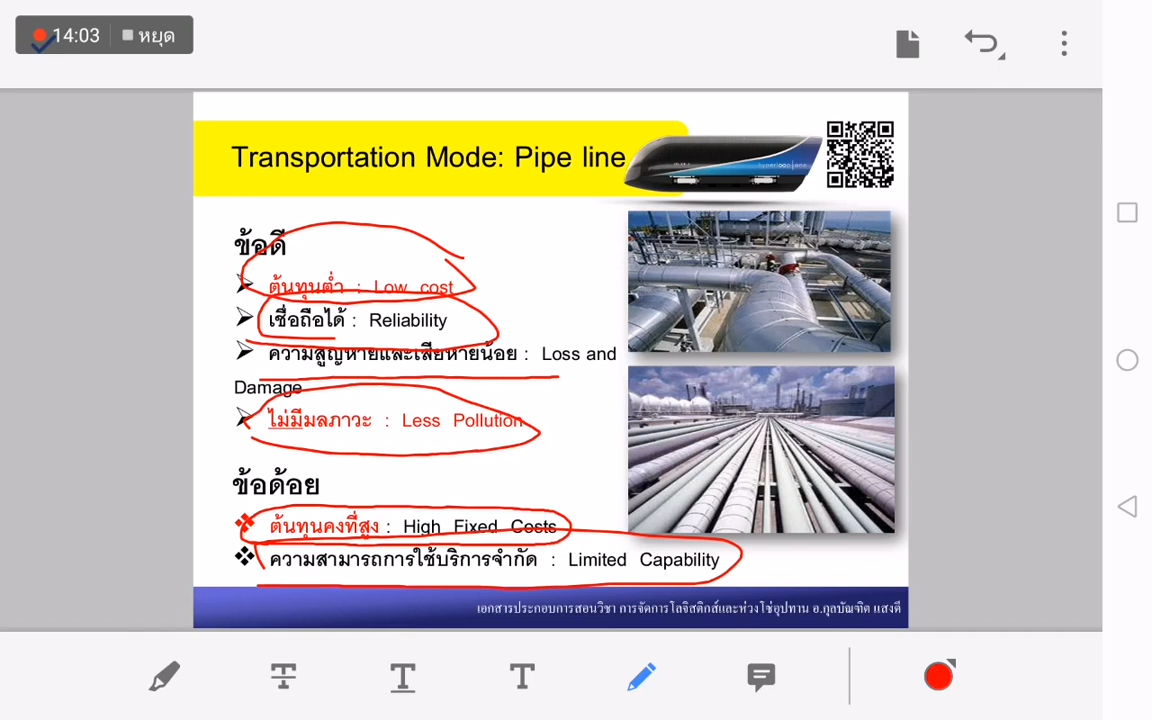 14:03 หยุด
Transportation Mode: Pipe line
hyperloop one
ข้อดี
ต้นทุนต่ำ : Low cost
เชื่อถือได้ : Reliability
ความสูญหายและเสียหายน้อย : Loss and
Damage
ไม่มีมลภาวะ : Less Pollution
ข้อด้อย
ต้นทุนคงที่สูง : High Fixed Costs
ความสามารถการใช้บริการจำกัด : Limited Capability
เอกสารประกอบการสอนวิชา การจัดการโลจิสติกส์และห่วงโซ่อุปทาน อ.กุลบัณฑิต แสงดี
T T T